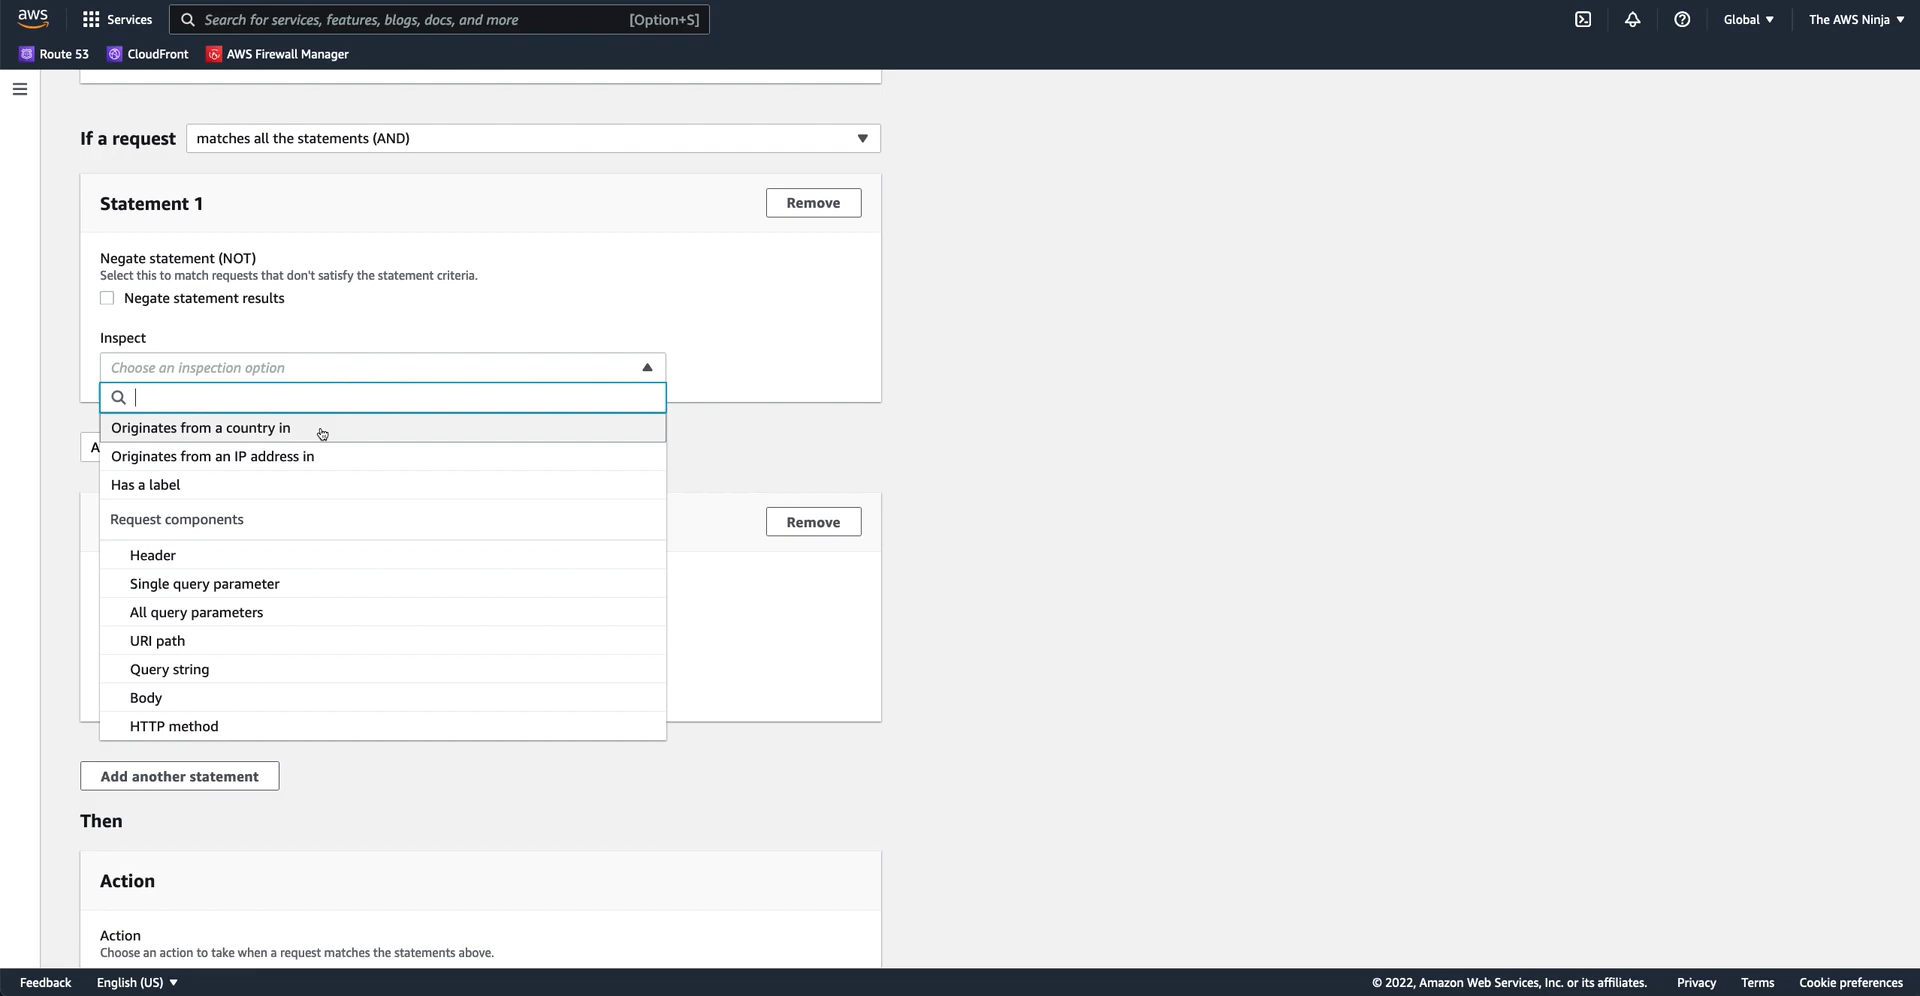 aws
Services
Search for services, features, blogs, docs, and more
[Option+S]
Global ▼
The AWS Ninja ▼
Route 53
CloudFront
AWS Firewall Manager
If a request
matches all the statements (AND)
Statement 1
Remove
Negate statement (NOT)
Select this to match requests that don't satisfy the statement criteria.
Negate statement results
Inspect
Choose an inspection option
Originates from a country in
A
Originates from an IP address in
Has a label
Request components
Remove
Header
Single query parameter
All query parameters
URI path
Query string
Body
HTTP method
Add another statement
Then
Action
Action
Choose an action to take when a request matches the statements above.
Feedback
English (US) ▼
© 2022, Amazon Web Services, Inc. or its affiliates.
Privacy
Terms
Cookie preferences